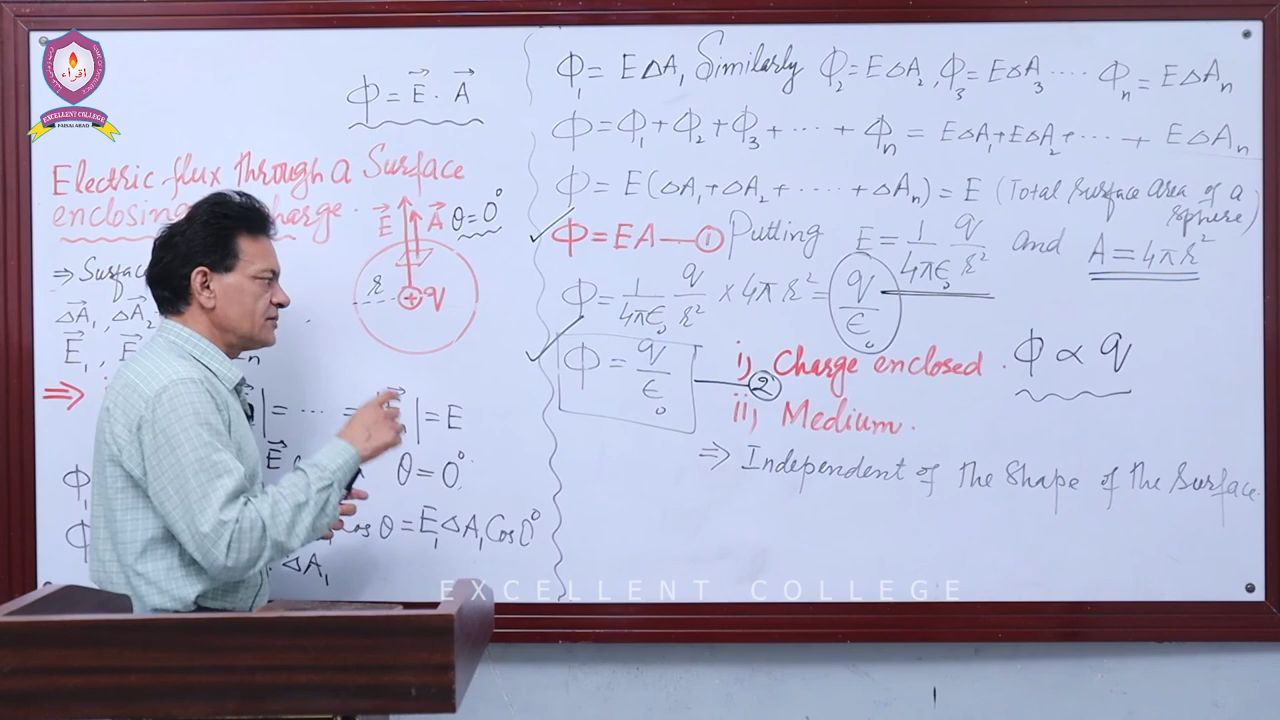 اقراء
EXCELLENT COLLEGE
FAISALABAD
Φ = E⃗ · A⃗
Electric flux through a Surface
enclosing charge.
E⃗ A⃗ θ = 0°
r + q
⇒ Surfac
ΔA⃗₁, ΔA⃗₂
E⃗₁, E⃗ n
⇒
| = ... = | = E
Φ₁ E⃗ θ = 0°
Φ Cos θ = E₁ΔA₁Cos0°
ΔA₁
Φ₁ = EΔA₁ Similarly Φ₂ = EΔA₂, Φ₃ = EΔA₃ ···· Φₙ = EΔAₙ
Φ = Φ₁ + Φ₂ + Φ₃ + ··· + Φₙ = EΔA₁ + EΔA₂ + ··· + EΔAₙ
Φ = E(ΔA₁ + ΔA₂ + ···· + ΔAₙ) = E (Total Surface Area of a
Sphere)
Φ = EA — ① Putting E = 1/4πε₀ q/r² and A = 4πr²
Φ = 1/4πε₀ q/r² × 4πr² = q/ε₀
Φ = q/ε₀ — ②
i) Charge enclosed. Φ ∝ q
ii) Medium.
⇒ Independent of the Shape of the Surface.
EXCELLENT COLLEGE